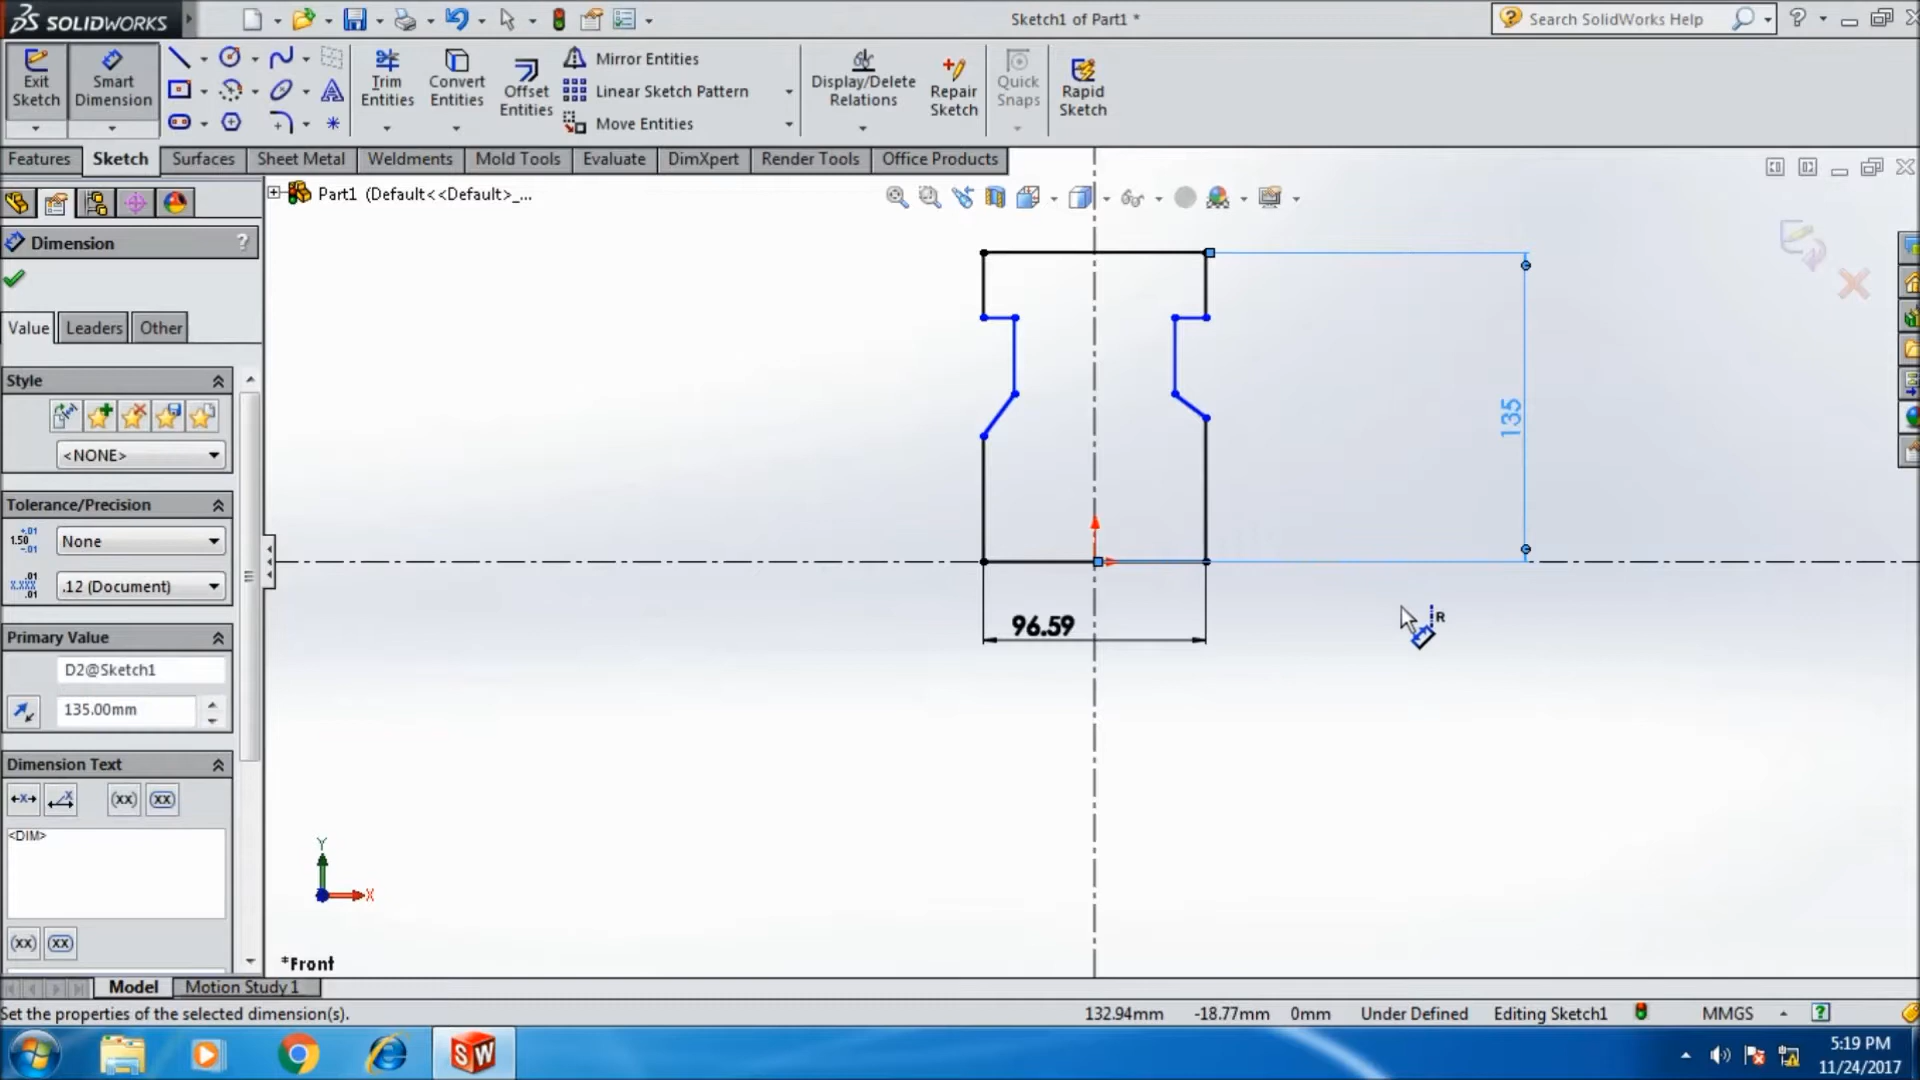 SOLIDWORKS
Sketch1 of Part1 *
Search SolidWorks Help
Exit Sketch
Smart Dimension
Trim Entities
Convert Entities
Offset Entities
Mirror Entities
Linear Sketch Pattern
Move Entities
Display/Delete Relations
Repair Sketch
Quick Snaps
Rapid Sketch
Features Sketch Surfaces Sheet Metal Weldments Mold Tools Evaluate DimXpert Render Tools Office Products
Part1 (Default<<Default>_...
Dimension ?
Value Leaders Other
Style
<NONE>
Tolerance/Precision
None
.12 (Document)
Primary Value
D2@Sketch1
135.00mm
Dimension Text
(xx) (xx)
<DIM>
(xx) (xx)
135
96.59
R
Y
X
*Front
Model Motion Study 1
Set the properties of the selected dimension(s).
132.94mm -18.77mm 0mm Under Defined Editing Sketch1 MMGS
SW
5:19 PM
11/24/2017